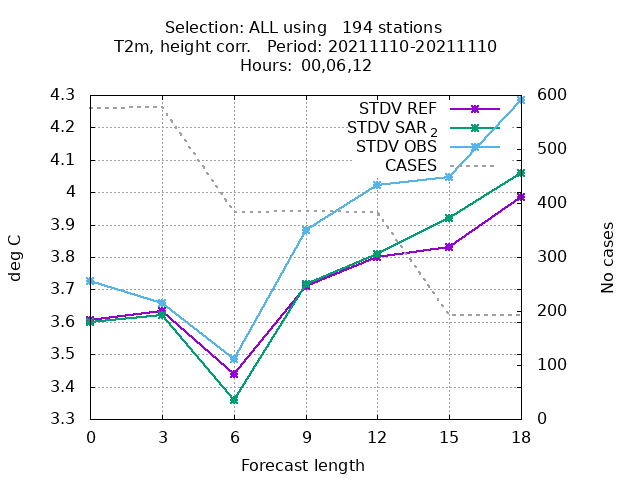 Selection: ALL using   194 stations
T2m, height corr.   Period: 20211110-20211110
Hours: 00,06,12
4.3
4.2
4.1
4
3.9
3.8
3.7
3.6
3.5
3.4
3.3
deg C
STDV REF
STDV SAR 2
STDV OBS
CASES
600
500
400
300
200
100
0
No cases
0 3 6 9 12 15 18
Forecast length